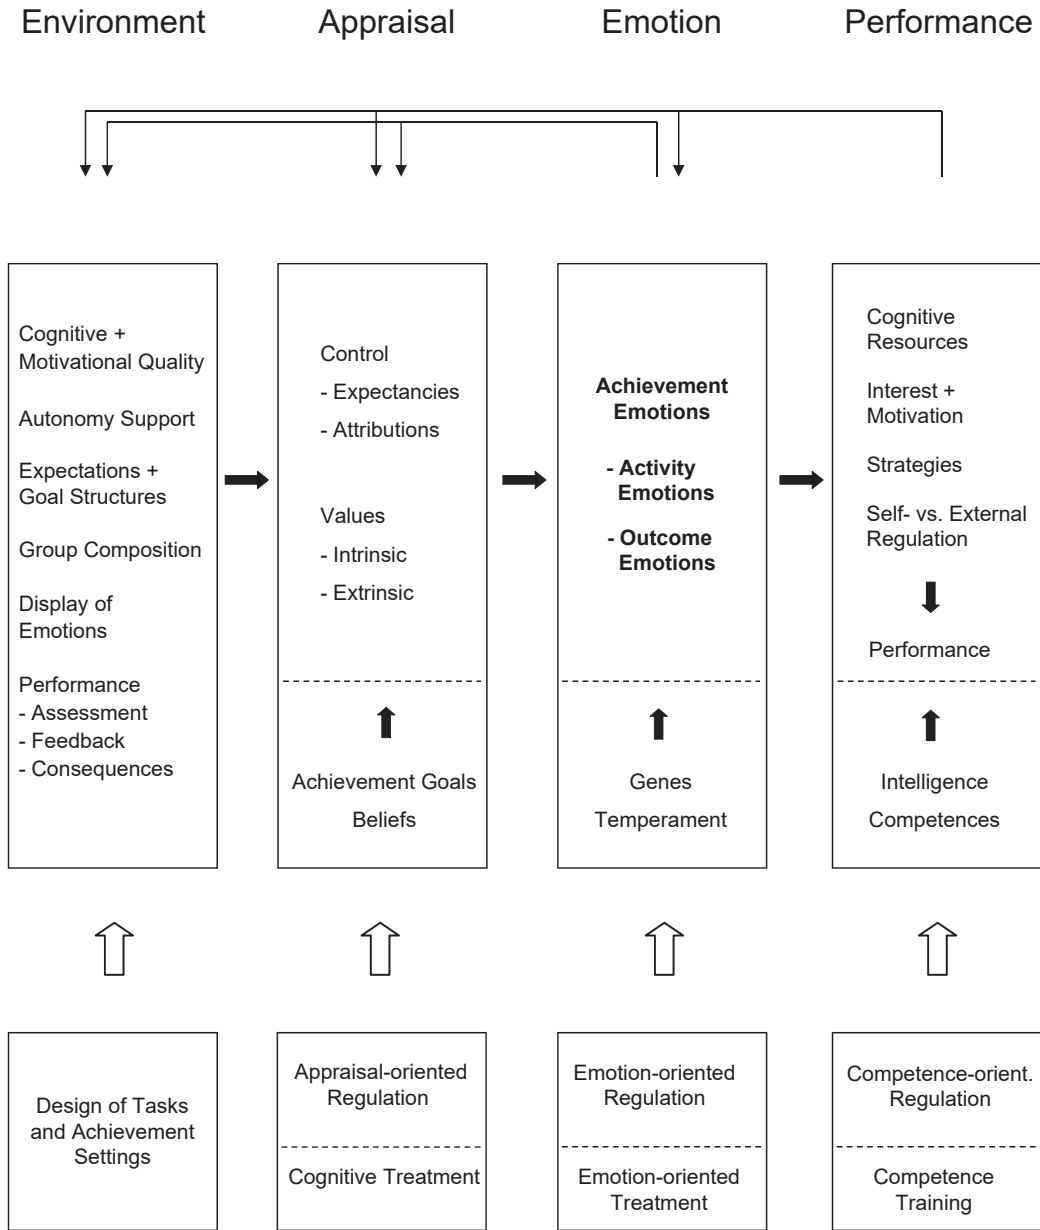 Environment
Appraisal
Emotion
Performance
Cognitive +
Motivational Quality
Autonomy Support
Expectations +
Goal Structures
Group Composition
Display of
Emotions
Performance
- Assessment
- Feedback
- Consequences
Control
- Expectancies
- Attributions
Values
- Intrinsic
- Extrinsic
Achievement Goals
Beliefs
Achievement
Emotions
- Activity
Emotions
- Outcome
Emotions
Genes
Temperament
Cognitive
Resources
Interest +
Motivation
Strategies
Self- vs. External
Regulation
Performance
Intelligence
Competences
Design of Tasks
and Achievement
Settings
Appraisal-oriented
Regulation
Cognitive Treatment
Emotion-oriented
Regulation
Emotion-oriented
Treatment
Competence-orient.
Regulation
Competence
Training